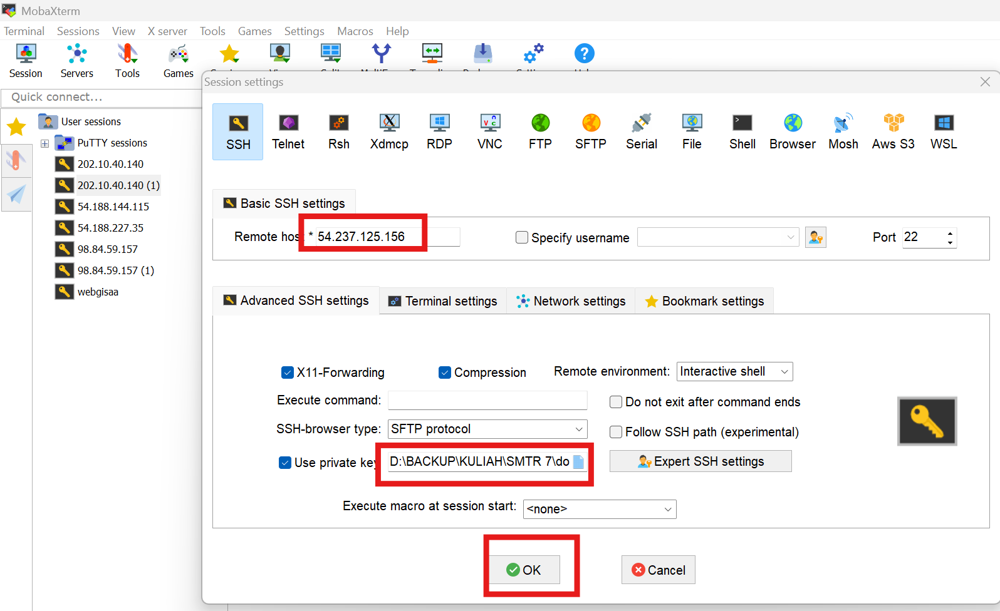 MobaXterm
Terminal Sessions View X server Tools Games Settings Macros Help
Session Servers Tools Games
Session settings
Quick connect...
User sessions
PuTTY sessions
202.10.40.140
202.10.40.140 (1)
54.188.144.115
54.188.227.35
98.84.59.157
98.84.59.157 (1)
webgisaa
SSH Telnet Rsh Xdmcp RDP VNC FTP SFTP Serial File Shell Browser Mosh Aws S3 WSL
Basic SSH settings
Remote hos * 54.237.125.156 Specify username Port 22
Advanced SSH settings Terminal settings Network settings Bookmark settings
X11-Forwarding Compression Remote environment: Interactive shell
Execute command: Do not exit after command ends
SSH-browser type: SFTP protocol Follow SSH path (experimental)
Use private key D:\BACKUP\KULIAH\SMTR 7\do Expert SSH settings
Execute macro at session start: <none>
OK Cancel